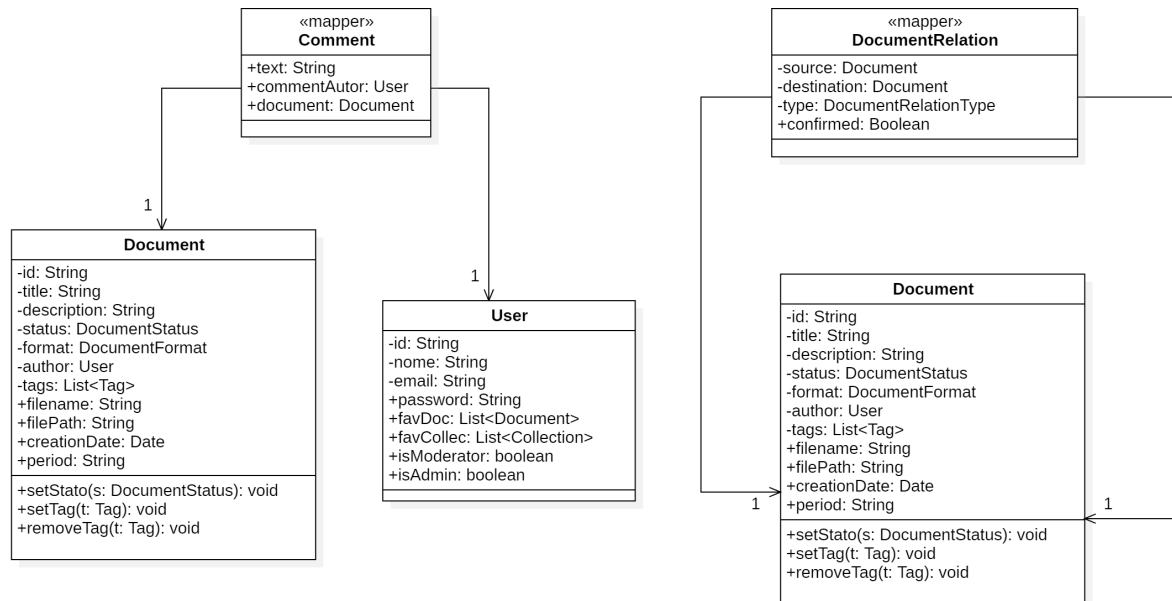 «mapper»
Comment
+text: String
+commentAutor: User
+document: Document
1
1
Document
-id: String
-title: String
-description: String
-status: DocumentStatus
-format: DocumentFormat
-author: User
-tags: List<Tag>
+filename: String
+filePath: String
+creationDate: Date
+period: String
+setStato(s: DocumentStatus): void
+setTag(t: Tag): void
+removeTag(t: Tag): void
User
-id: String
-nome: String
-email: String
+password: String
+favDoc: List<Document>
+favCollec: List<Collection>
+isModerator: boolean
+isAdmin: boolean
«mapper»
DocumentRelation
-source: Document
-destination: Document
-type: DocumentRelationType
+confirmed: Boolean
Document
-id: String
-title: String
-description: String
-status: DocumentStatus
-format: DocumentFormat
-author: User
-tags: List<Tag>
+filename: String
+filePath: String
+creationDate: Date
+period: String
1
1
+setStato(s: DocumentStatus): void
+setTag(t: Tag): void
+removeTag(t: Tag): void